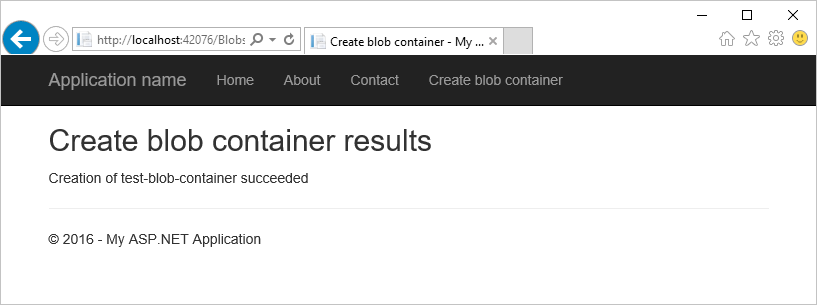 http://localhost:42076/Blobs
Create blob container - My ...
Application name Home About Contact Create blob container
Create blob container results
Creation of test-blob-container succeeded
© 2016 - My ASP.NET Application